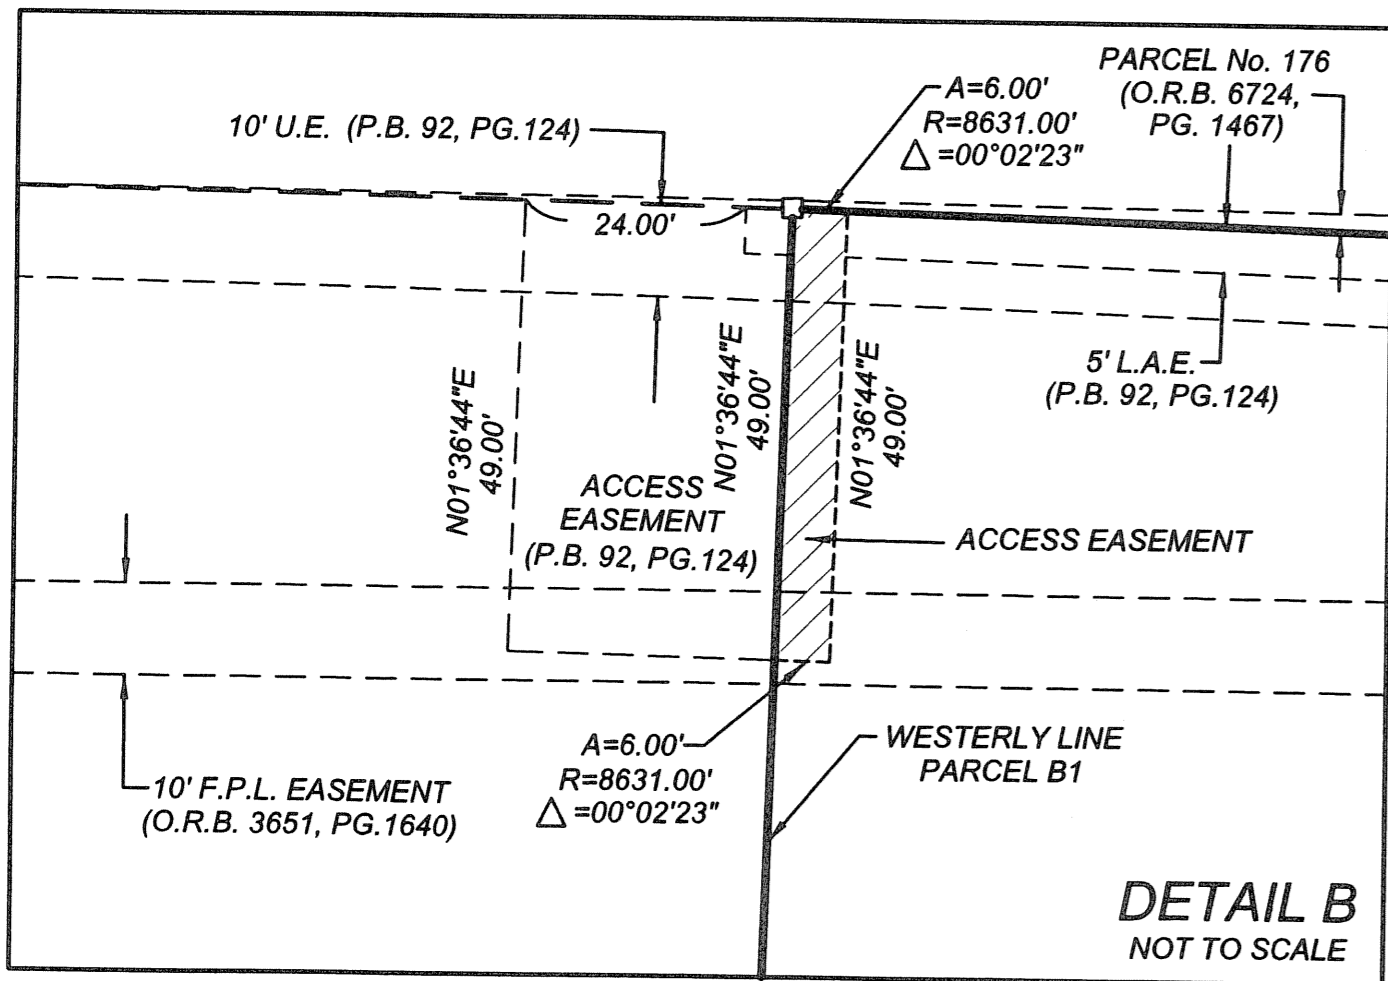 PARCEL No. 176
(O.R.B. 6724,
PG. 1467)
A=6.00'
R=8631.00'
△=00°02'23"
10' U.E. (P.B. 92, PG.124)
24.00'
N01°36'44"E
49.00'
N01°36'44"E
49.00'
N01°36'44"E
49.00'
5' L.A.E.
(P.B. 92, PG.124)
ACCESS
EASEMENT
(P.B. 92, PG.124)
ACCESS EASEMENT
A=6.00'
R=8631.00'
△=00°02'23"
WESTERLY LINE
PARCEL B1
10' F.P.L. EASEMENT
(O.R.B. 3651, PG.1640)
DETAIL B
NOT TO SCALE